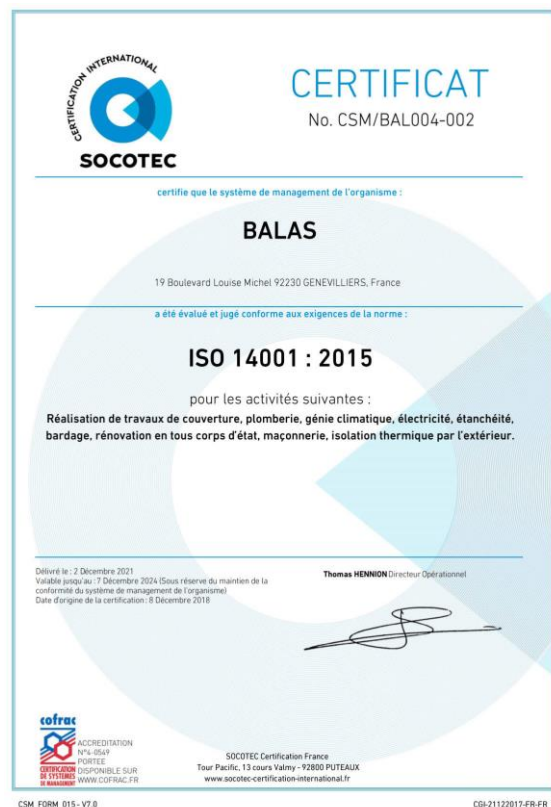 CERTIFICATION INTERNATIONAL
SOCOTEC
CERTIFICAT
No. CSM/BAL004-002
certifie que le système de management de l'organisme :
BALAS
19 Boulevard Louise Michel 92230 GENEVILLIERS, France
a été évalué et jugé conforme aux exigences de la norme :
ISO 14001 : 2015
pour les activités suivantes :
Réalisation de travaux de couverture, plomberie, génie climatique, électricité, étanchéité,
bardage, rénovation en tous corps d'état, maçonnerie, isolation thermique par l'extérieur.
Délivré le : 2 Décembre 2021
Valable jusqu'au : 7 Décembre 2024 (Sous réserve du maintien de la
conformité du système de management de l'organisme)
Date d'origine de la certification : 8 Décembre 2018
Thomas HENNION Directeur Opérationnel
cofrac
CERTIFICATION
DE SYSTEMES
DE MANAGEMENT
ACCREDITATION
N°4-0549
PORTEE
DISPONIBLE SUR
WWW.COFRAC.FR
SOCOTEC Certification France
Tour Pacific, 13 cours Valmy - 92800 PUTEAUX
www.socotec-certification-international.fr
CSM_FORM_015 - V7.0
CGI-21122017-FR-FR